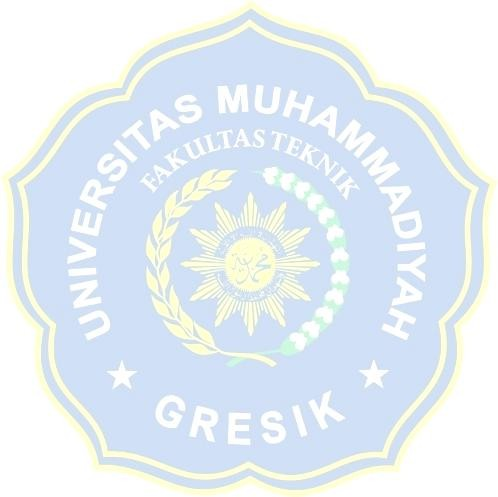 UNIVERSITAS MUHAMMADIYAH
FAKULTAS TEKNIK
GRESIK